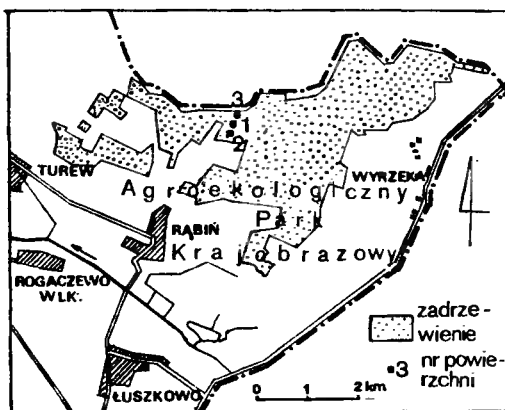 3
1
2
TUREW
WYRZEKA
Agroekologiczny
Park
RĄBIŃ
Krajobrazowy
ROGACZEWO
WLK.
zadrze-
wienie
3 nr powie-
rzchni
ŁUSZKOWO
0 1 2 km